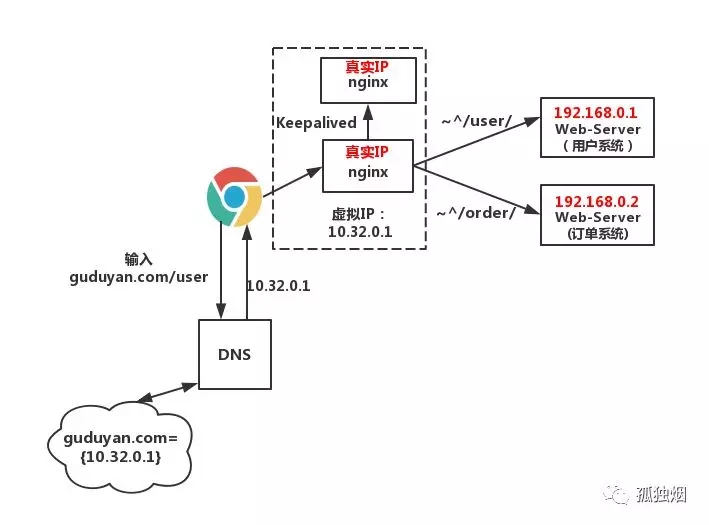 真实IP
nginx
Keepalived
真实IP
nginx
虚拟IP：
10.32.0.1
~^/user/
~^/order/
192.168.0.1
Web-Server
（用户系统）
192.168.0.2
Web-Server
(订单系统)
输入
guduyan.com/user
10.32.0.1
DNS
guduyan.com=
{10.32.0.1}
孤独烟